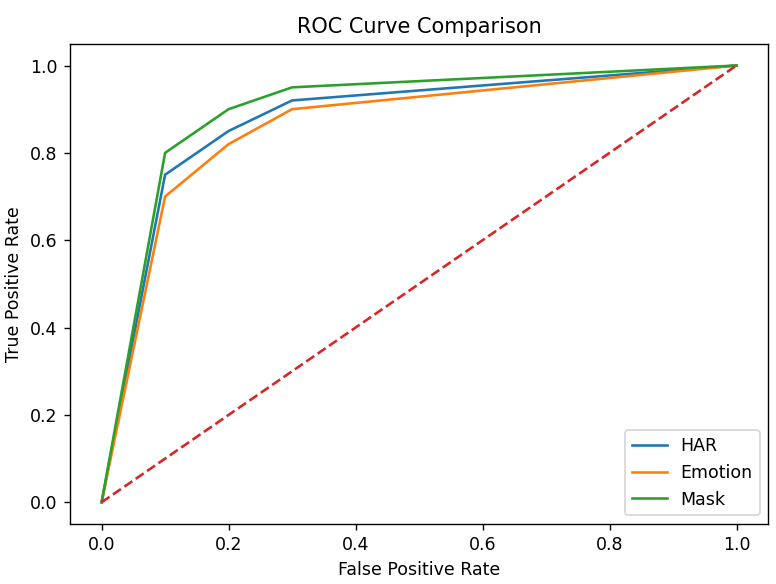 ROC Curve Comparison
True Positive Rate
1.0
0.8
0.6
0.4
0.2
0.0
HAR
Emotion
Mask
0.0 0.2 0.4 0.6 0.8 1.0
False Positive Rate